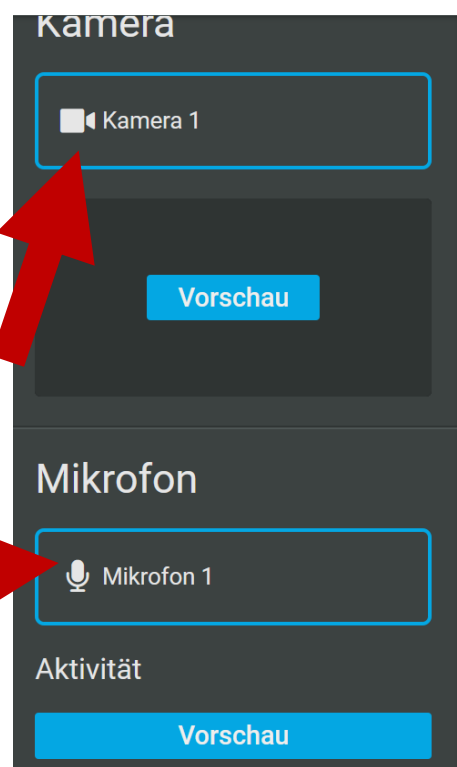 Kamera
Kamera 1
Vorschau
Mikrofon
Mikrofon 1
Aktivität
Vorschau